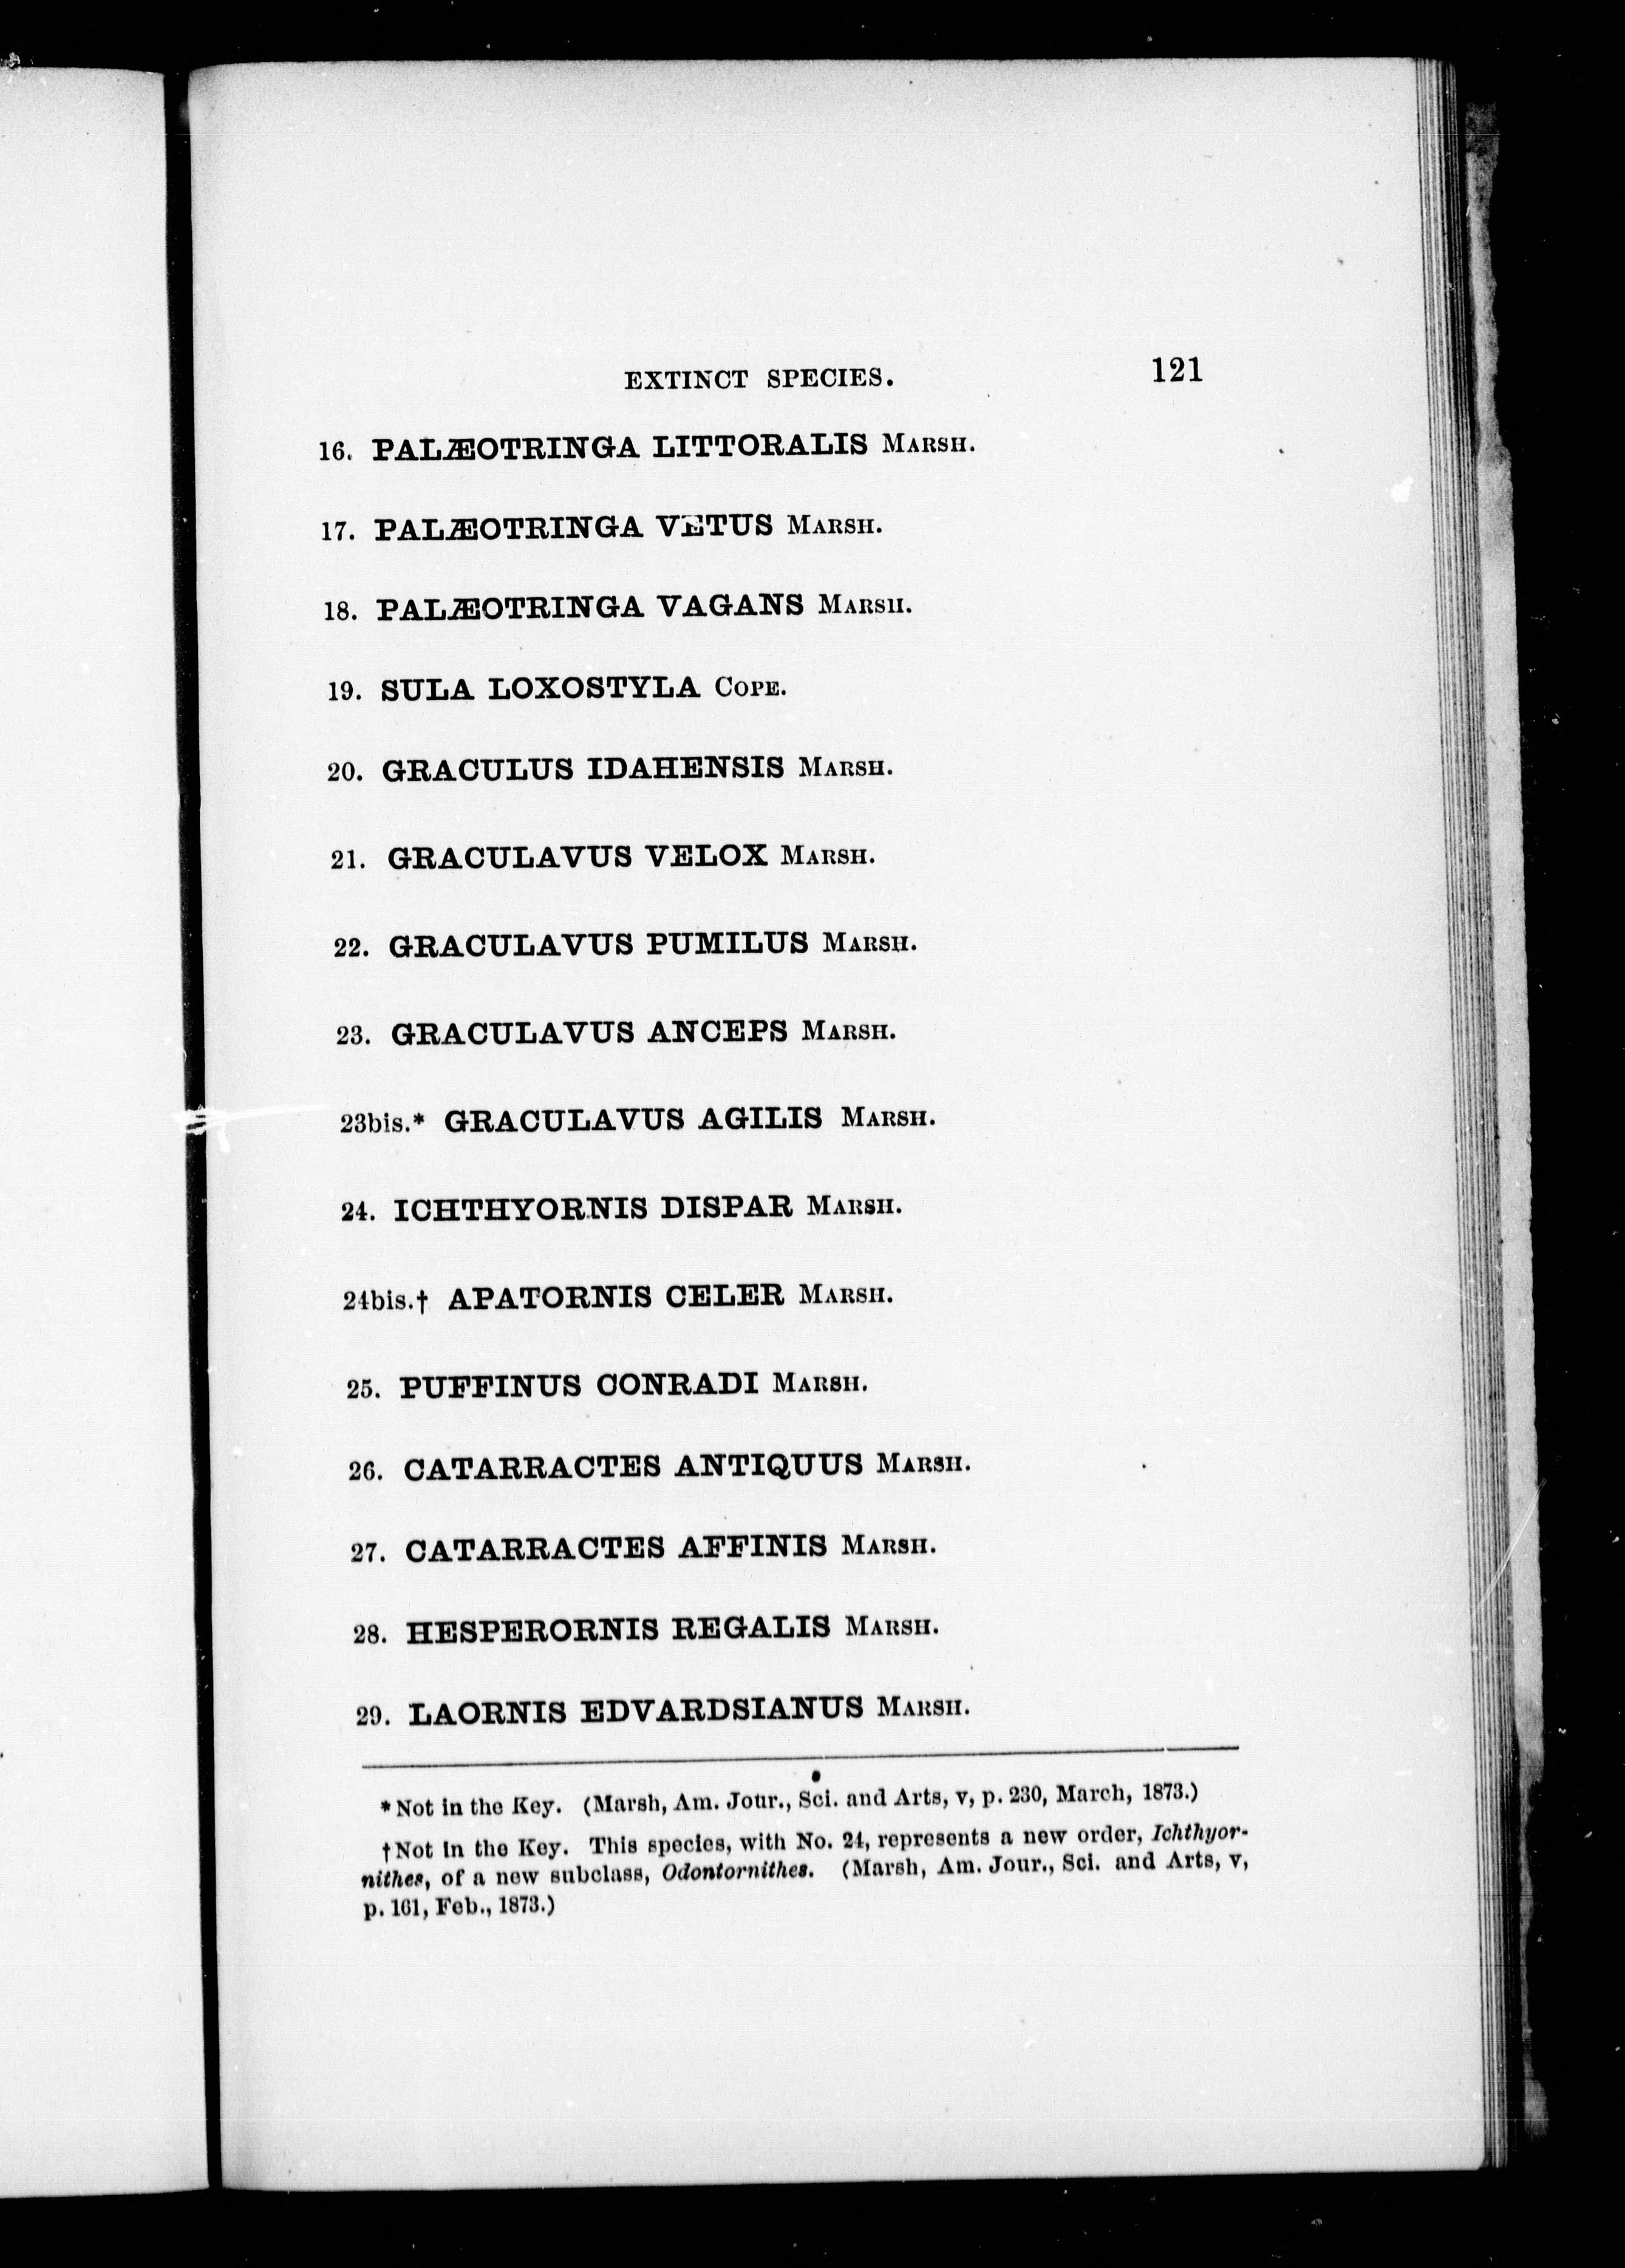 EXTINCT SPECIES. 121
16. PALÆOTRINGA LITTORALIS MARSH.
17. PALÆOTRINGA VETUS MARSH.
18. PALÆOTRINGA VAGANS MARSH.
19. SULA LOXOSTYLA COPE.
20. GRACULUS IDAHENSIS MARSH.
21. GRACULAVUS VELOX MARSH.
22. GRACULAVUS PUMILUS MARSH.
23. GRACULAVUS ANCEPS MARSH.
23bis.* GRACULAVUS AGILIS MARSH.
24. ICHTHYORNIS DISPAR MARSH.
24bis.† APATORNIS CELER MARSH.
25. PUFFINUS CONRADI MARSH.
26. CATARRACTES ANTIQUUS MARSH.
27. CATARRACTES AFFINIS MARSH.
28. HESPERORNIS REGALIS MARSH.
29. LAORNIS EDVARDSIANUS MARSH.
*Not in the Key. (Marsh, Am. Jour., Sci. and Arts, v, p. 230, March, 1873.)
†Not in the Key. This species, with No. 24, represents a new order, Ichthyor-
nithes, of a new subclass, Odontornithes. (Marsh, Am. Jour., Sci. and Arts, v,
p. 161, Feb., 1873.)